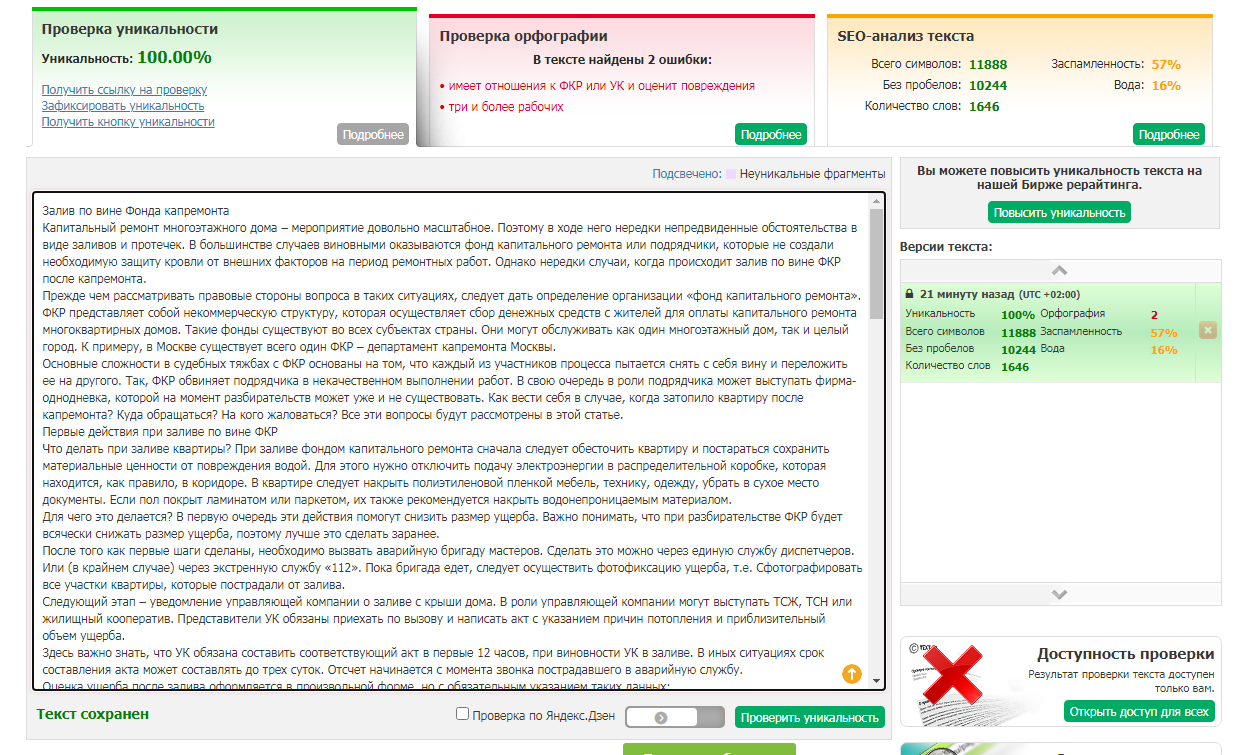 Проверка уникальности
Уникальность: 100.00%
Получить ссылку на проверку
Зафиксировать уникальность
Получить кнопку уникальности
Подробнее
Проверка орфографии
В тексте найдены 2 ошибки:
• имеет отношения к ФКР или УК и оценит повреждения
• три и более рабочих
Подробнее
SEO-анализ текста
Всего символов: 11888 Заспамленность: 57%
Без пробелов: 10244 Вода: 16%
Количество слов: 1646
Подробнее
Подсвечено: Неуникальные фрагменты
Залив по вине Фонда капремонта
Капитальный ремонт многоэтажного дома – мероприятие довольно масштабное. Поэтому в ходе него нередки непредвиденные обстоятельства в
виде заливов и протечек. В большинстве случаев виновными оказываются фонд капитального ремонта или подрядчики, которые не создали
необходимую защиту кровли от внешних факторов на период ремонтных работ. Однако нередки случаи, когда происходит залив по вине ФКР
после капремонта.
Прежде чем рассматривать правовые стороны вопроса в таких ситуациях, следует дать определение организации «фонд капитального ремонта».
ФКР представляет собой некоммерческую структуру, которая осуществляет сбор денежных средств с жителей для оплаты капитального ремонта
многоквартирных домов. Такие фонды существуют во всех субъектах страны. Они могут обслуживать как один многоэтажный дом, так и целый
город. К примеру, в Москве существует всего один ФКР – департамент капремонта Москвы.
Основные сложности в судебных тяжбах с ФКР основаны на том, что каждый из участников процесса пытается снять с себя вину и переложить
ее на другого. Так, ФКР обвиняет подрядчика в некачественном выполнении работ. В свою очередь в роли подрядчика может выступать фирма-
однодневка, которой на момент разбирательств может уже и не существовать. Как вести себя в случае, когда затопило квартиру после
капремонта? Куда обращаться? На кого жаловаться? Все эти вопросы будут рассмотрены в этой статье.
Первые действия при заливе по вине ФКР
Что делать при заливе квартиры? При заливе фондом капитального ремонта сначала следует обесточить квартиру и постараться сохранить
материальные ценности от повреждения водой. Для этого нужно отключить подачу электроэнергии в распределительной коробке, которая
находится, как правило, в коридоре. В квартире следует накрыть полиэтиленовой пленкой мебель, технику, одежду, убрать в сухое место
документы. Если пол покрыт ламинатом или паркетом, их также рекомендуется накрыть водонепроницаемым материалом.
Для чего это делается? В первую очередь эти действия помогут снизить размер ущерба. Важно понимать, что при разбирательстве ФКР будет
всячески снижать размер ущерба, поэтому лучше это сделать заранее.
После того как первые шаги сделаны, необходимо вызвать аварийную бригаду мастеров. Сделать это можно через единую службу диспетчеров.
Или (в крайнем случае) через экстренную службу «112». Пока бригада едет, следует осуществить фотофиксацию ущерба, т.е. Сфотографировать
все участки квартиры, которые пострадали от залива.
Следующий этап – уведомление управляющей компании о заливе с крыши дома. В роли управляющей компании могут выступать ТСЖ, ТСН или
жилищный кооператив. Представители УК обязаны приехать по вызову и написать акт с указанием причин потопления и приблизительный
объем ущерба.
Здесь важно знать, что УК обязана составить соответствующий акт в первые 12 часов, при виновности УК в заливе. В иных ситуациях срок
составления акта может составлять до трех суток. Отсчет начинается с момента звонка пострадавшего в аварийную службу.
Оценка ущерба после залива оформляется в произвольной форме, но с обязательным указанием таких данных:
Текст сохранен
Проверка по Яндекс.Дзен
Проверить уникальность
Вы можете повысить уникальность текста на
нашей Бирже рерайтинга.
Повысить уникальность
Версии текста:
21 минуту назад (UTC +02:00)
Уникальность 100% Орфография 2
Всего символов 11888 Заспамленность 57%
Без пробелов 10244 Вода 16%
Количество слов 1646
Доступность проверки
Результат проверки текста доступен
только вам.
Открыть доступ для всех